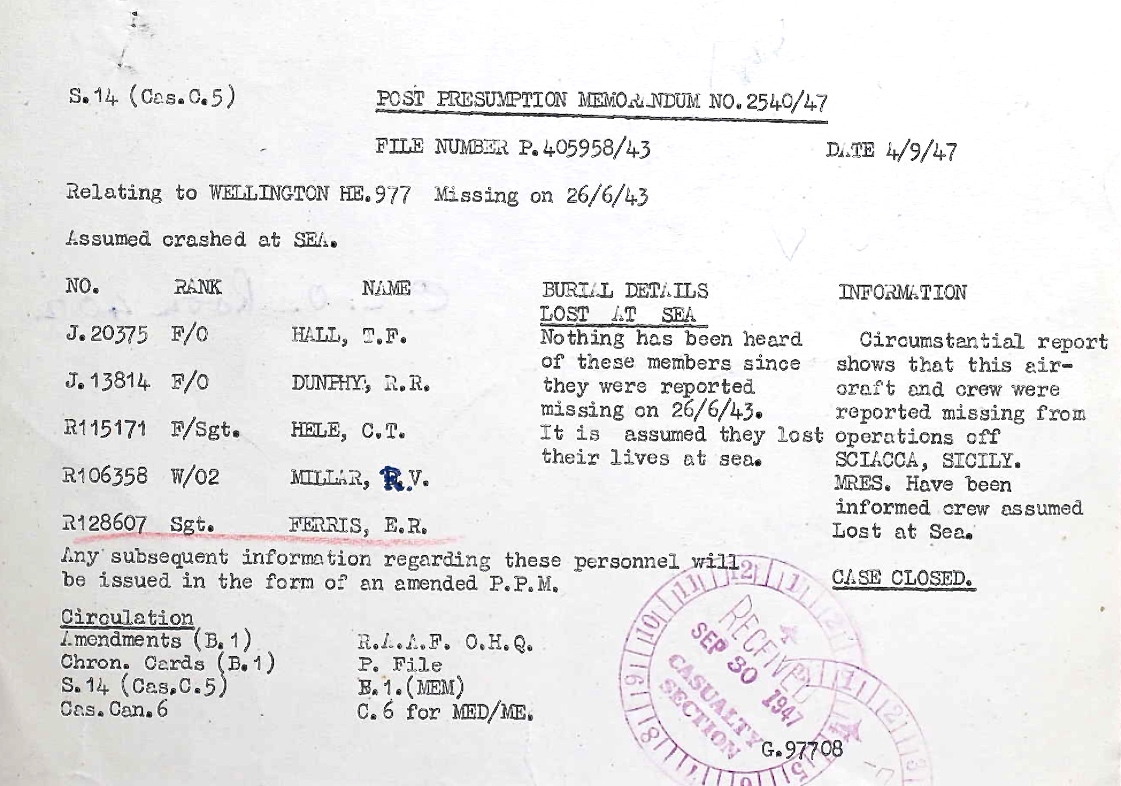 S.14 (Cas.C.5)
POST PRESUMPTION MEMORANDUM NO.2540/47
FILE NUMBER P.405958/43
DATE 4/9/47
Relating to WELLINGTON HE.977 Missing on 26/6/43
Assumed crashed at SEA.
NO. RANK NAME
J.20375 F/O HALL, T.F.
J.13814 F/O DUNPHY, R.R.
R115171 F/Sgt. HELE, C.T.
R106358 W/O2 MILLAR, R.V.
R128607 Sgt. FERRIS, E.R.
BURIAL DETAILS
LOST AT SEA
Nothing has been heard
of these members since
they were reported
missing on 26/6/43.
It is assumed they lost
their lives at sea.
INFORMATION
Circumstantial report
shows that this air-
craft and crew were
reported missing from
operations off
SCIACCA, SICILY.
MRES. Have been
informed crew assumed
Lost at Sea.
CASE CLOSED.
Any subsequent information regarding these personnel will
be issued in the form of an amended P.P.M.
Circulation
Amendments (B.1) R.A.A.F. O.H.Q.
Chron. Cards (B.1) P. File
S.14 (Cas.C.5) B.1.(MEM)
Cas.Can.6 C.6 for MED/ME.
RECEIVED
SEP 30 1947
CASUALTY
SECTION
G.97708